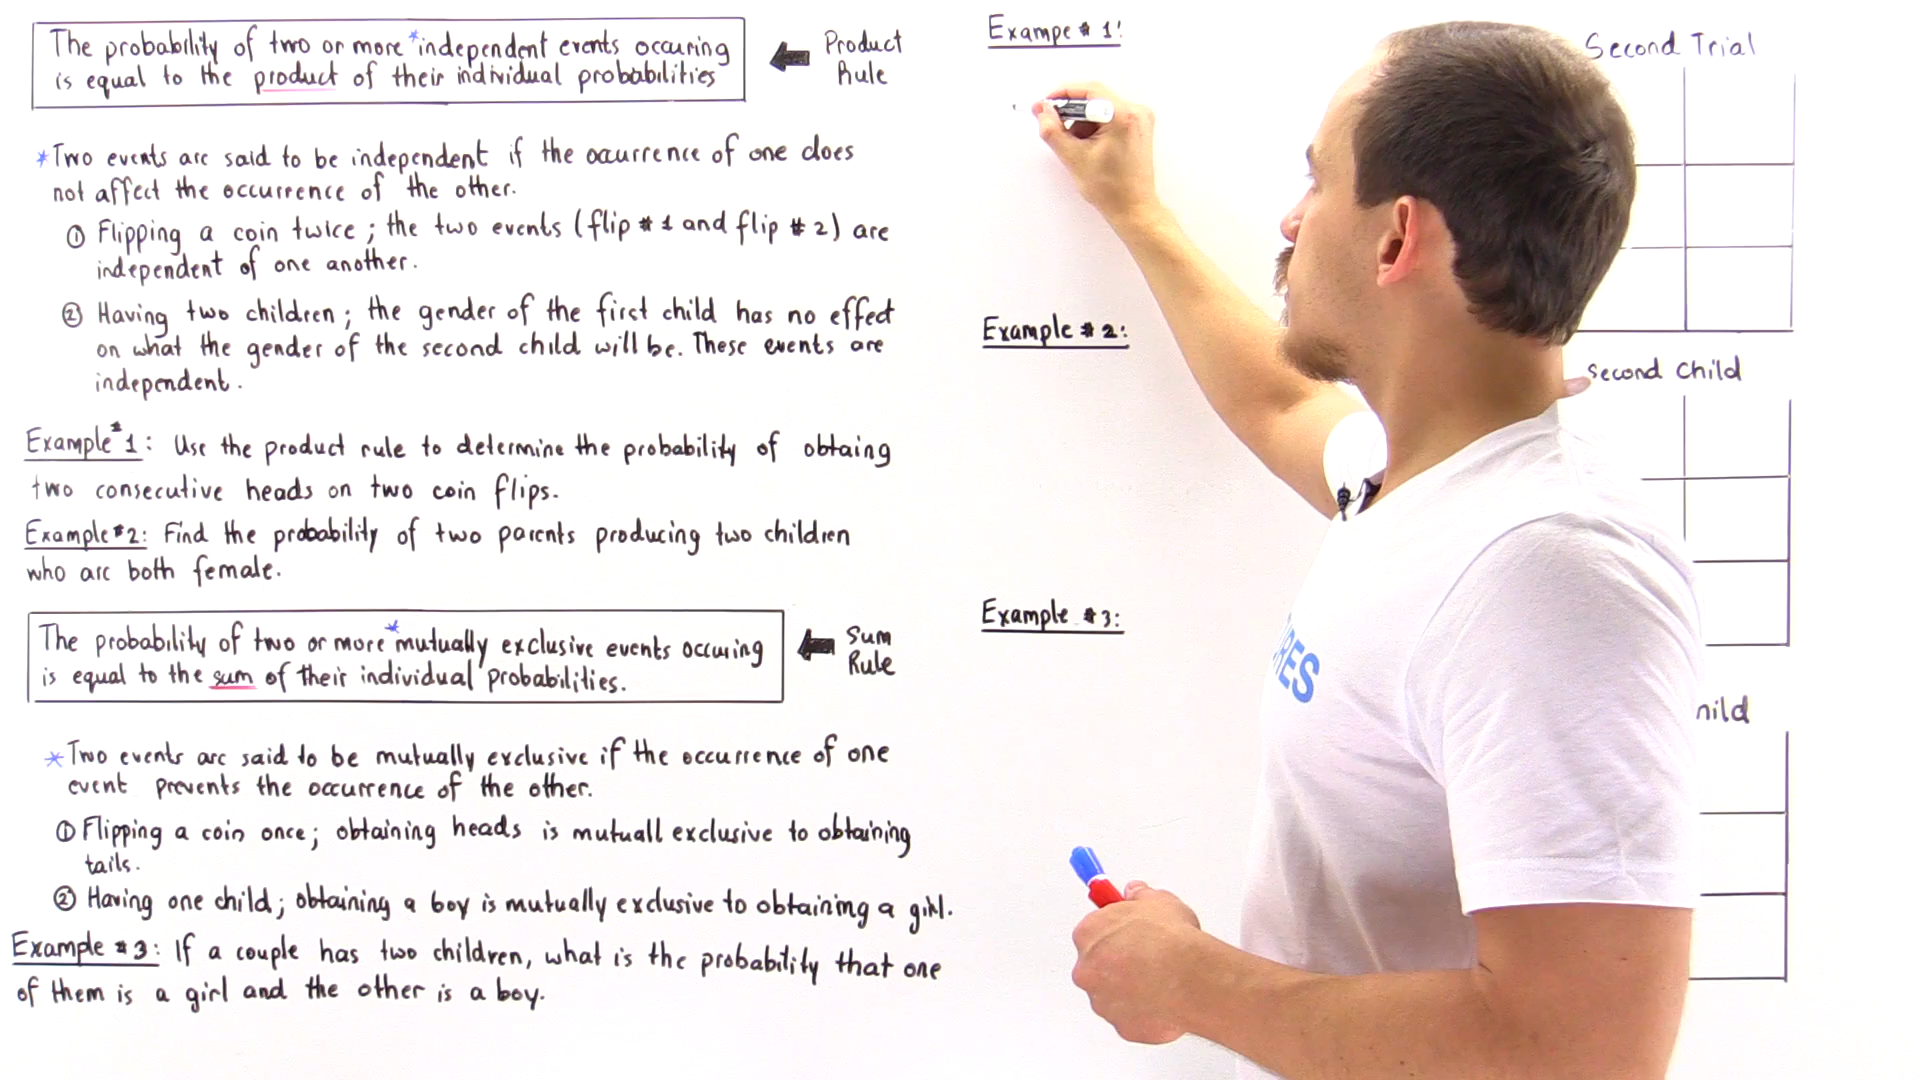 The probability of two or more *independent events occuring
is equal to the product of their individual probabilities
Product
Rule
*Two events are said to be independent if the ocurrence of one does
not affect the occurrence of the other.
① Flipping a coin twice; the two events (flip #1 and flip #2) are
independent of one another.
② Having two children; the gender of the first child has no effect
on what the gender of the second child will be. These events are
independent.
Example #1: Use the product rule to determine the probability of obtaing
two consecutive heads on two coin flips.
Example #2: Find the probability of two parents producing two children
who are both female.
The probability of two or more *mutually exclusive events occuring
is equal to the sum of their individual probabilities.
Sum
Rule
*Two events are said to be mutually exclusive if the occurrence of one
event prevents the occurrence of the other.
① Flipping a coin once; obtaining heads is mutuall exclusive to obtaining
tails.
② Having one child; obtaining a boy is mutually exclusive to obtaining a girl.
Example #3: If a couple has two children, what is the probability that one
of them is a girl and the other is a boy.
Exampe #1:
Example #2:
Example #3:
Second Trial
Second Child